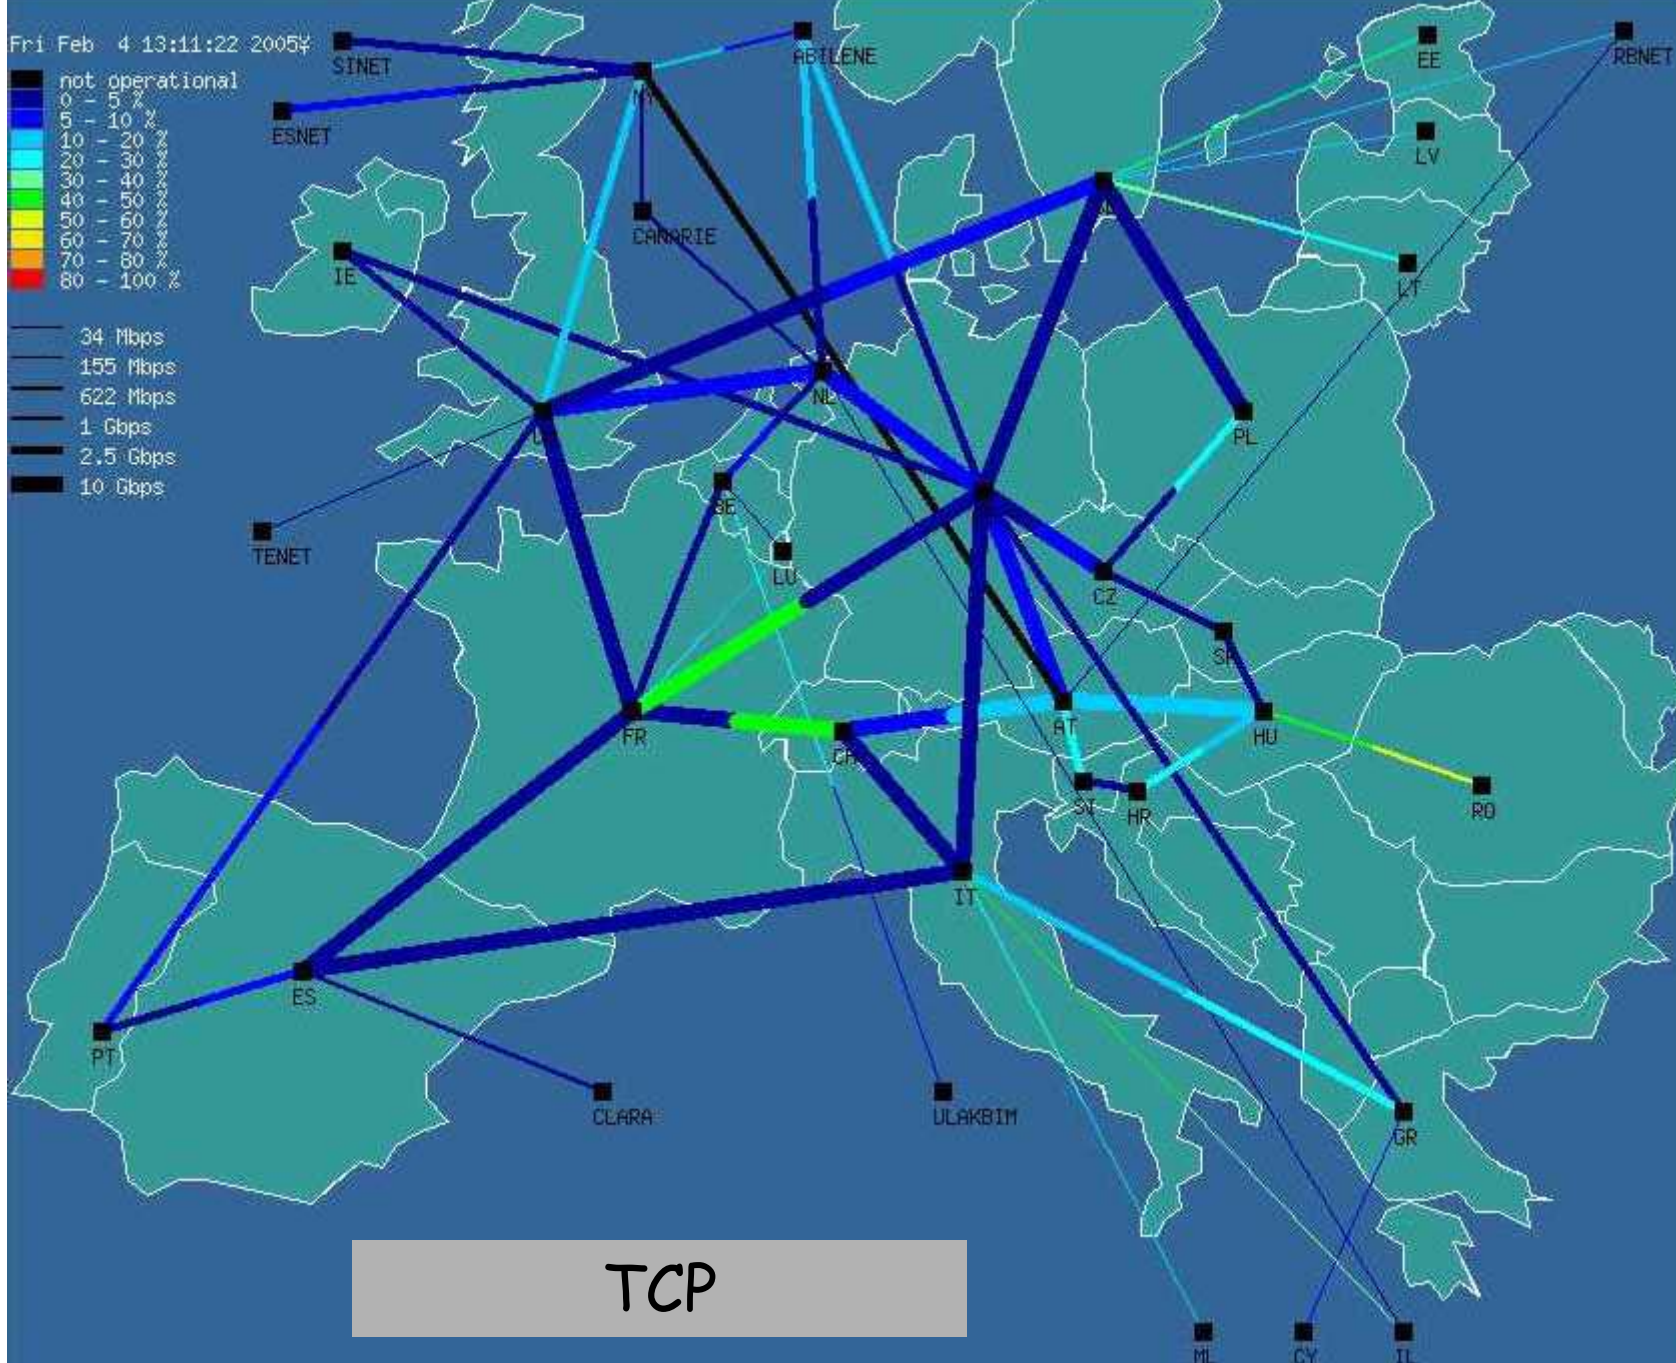 Fri Feb 4 13:11:22 2005¥
not operational
0 - 5 %
5 - 10 %
10 - 20 %
20 - 30 %
30 - 40 %
40 - 50 %
50 - 60 %
60 - 70 %
70 - 80 %
80 - 100 %
34 Mbps
155 Mbps
622 Mbps
1 Gbps
2.5 Gbps
10 Gbps
SINET
ABILENE
EE
RBNET
ESNET
LV
CANARIE
IE
LT
NL
PL
BE
TENET
LU
CZ
FR
AT
HU
CH
SI
HR
RO
IT
ES
PT
CLARA
ULAKBIM
GR
TCP
ML
CY
IL